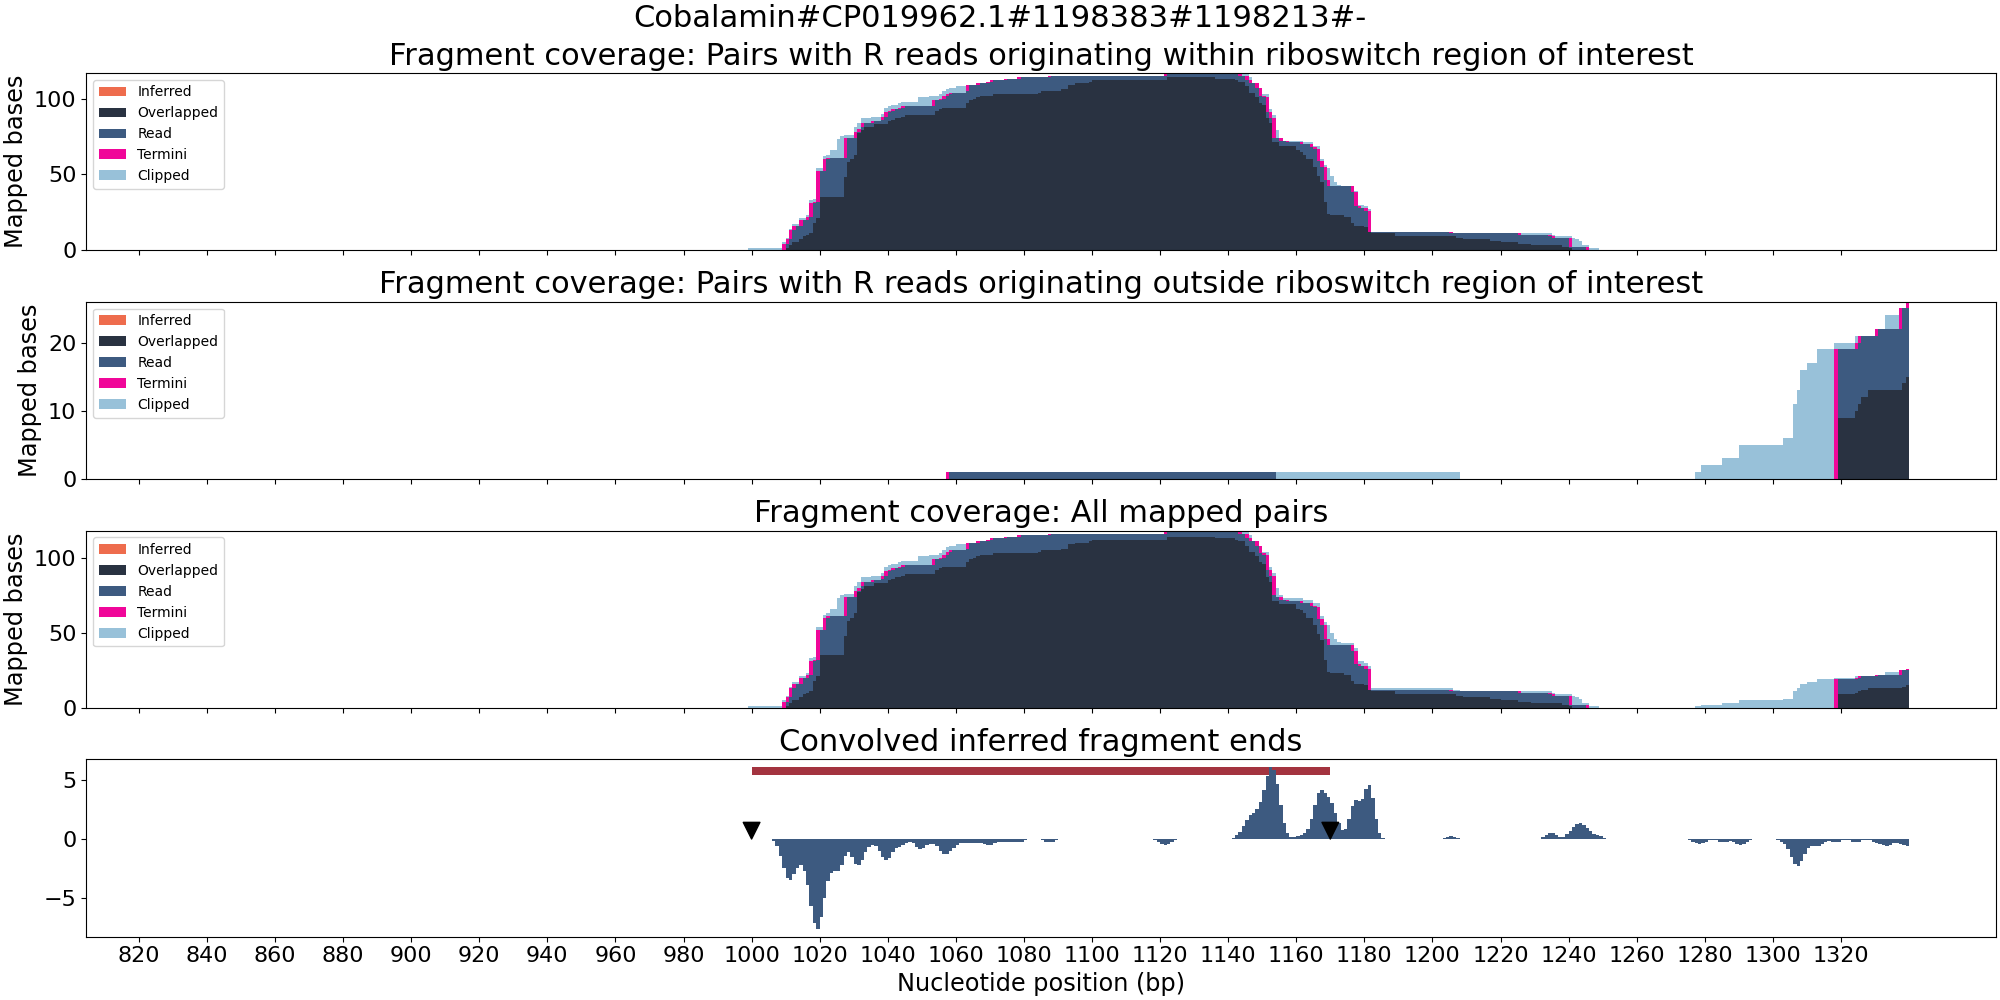 Cobalamin#CP019962.1#1198383#1198213#-
Fragment coverage: Pairs with R reads originating within riboswitch region of interest
Mapped bases
100
50
0
Inferred
Overlapped
Read
Termini
Clipped
Fragment coverage: Pairs with R reads originating outside riboswitch region of interest
Mapped bases
20
10
0
Inferred
Overlapped
Read
Termini
Clipped
Fragment coverage: All mapped pairs
Mapped bases
100
50
0
Inferred
Overlapped
Read
Termini
Clipped
Convolved inferred fragment ends
5
0
−5
820 840 860 880 900 920 940 960 980 1000 1020 1040 1060 1080 1100 1120 1140 1160 1180 1200 1220 1240 1260 1280 1300 1320
Nucleotide position (bp)